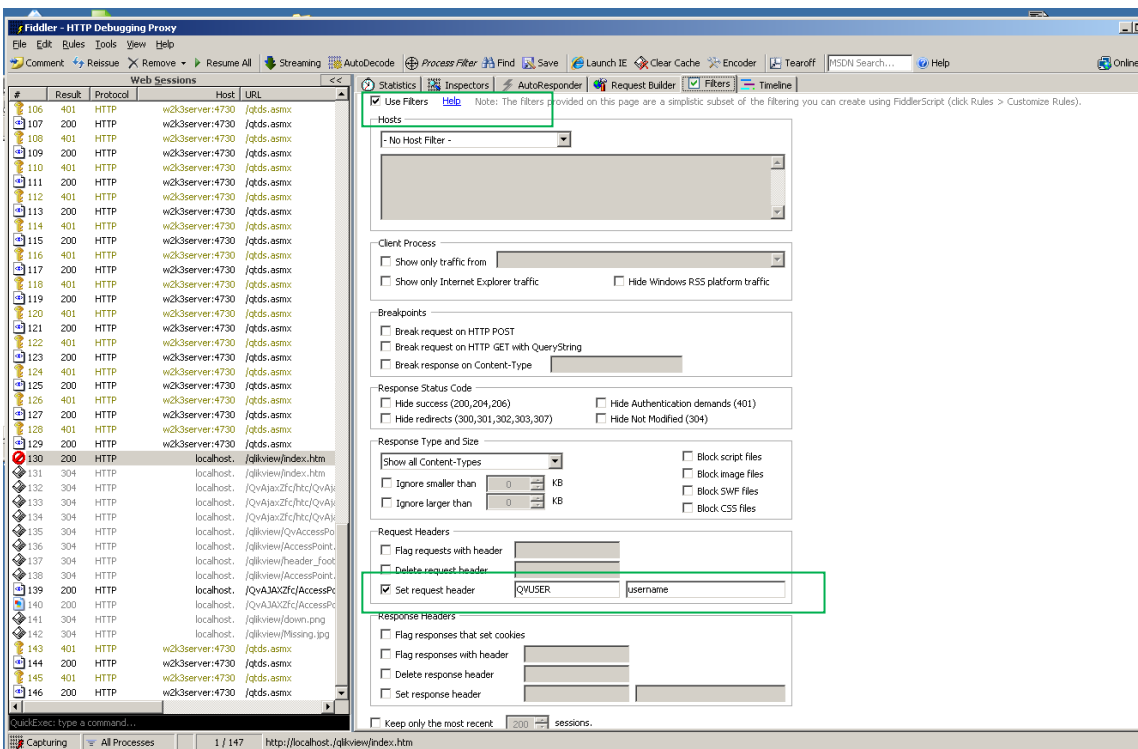 Fiddler - HTTP Debugging Proxy
File Edit Rules Tools View Help
Comment Reissue Remove Resume All Streaming AutoDecode Process Filter Find Save Launch IE Clear Cache Encoder Tearoff MSDN Search... Help Online
Web Sessions <<
# Result Protocol Host URL
106 401 HTTP w2k3server:4730 /qtds.asmx
107 200 HTTP w2k3server:4730 /qtds.asmx
108 401 HTTP w2k3server:4730 /qtds.asmx
109 200 HTTP w2k3server:4730 /qtds.asmx
110 401 HTTP w2k3server:4730 /qtds.asmx
111 200 HTTP w2k3server:4730 /qtds.asmx
112 401 HTTP w2k3server:4730 /qtds.asmx
113 200 HTTP w2k3server:4730 /qtds.asmx
114 401 HTTP w2k3server:4730 /qtds.asmx
115 200 HTTP w2k3server:4730 /qtds.asmx
116 401 HTTP w2k3server:4730 /qtds.asmx
117 200 HTTP w2k3server:4730 /qtds.asmx
118 401 HTTP w2k3server:4730 /qtds.asmx
119 200 HTTP w2k3server:4730 /qtds.asmx
120 401 HTTP w2k3server:4730 /qtds.asmx
121 200 HTTP w2k3server:4730 /qtds.asmx
122 401 HTTP w2k3server:4730 /qtds.asmx
123 200 HTTP w2k3server:4730 /qtds.asmx
124 401 HTTP w2k3server:4730 /qtds.asmx
125 200 HTTP w2k3server:4730 /qtds.asmx
126 401 HTTP w2k3server:4730 /qtds.asmx
127 200 HTTP w2k3server:4730 /qtds.asmx
128 401 HTTP w2k3server:4730 /qtds.asmx
129 200 HTTP w2k3server:4730 /qtds.asmx
130 200 HTTP localhost. /qlikview/index.htm
131 304 HTTP localhost. /qlikview/index.htm
132 304 HTTP localhost. /QvAjaxZfc/htc/QvAja
133 304 HTTP localhost. /QvAjaxZfc/htc/QvAja
134 304 HTTP localhost. /QvAjaxZfc/htc/QvAja
135 304 HTTP localhost. /qlikview/QvAccessPo
136 304 HTTP localhost. /qlikview/AccessPoint.
137 304 HTTP localhost. /qlikview/header_foot
138 304 HTTP localhost. /qlikview/AccessPoint.
139 200 HTTP localhost. /QvAJAXZfc/AccessPo
140 200 HTTP localhost. /QvAJAXZfc/AccessPo
141 304 HTTP localhost. /qlikview/down.png
142 304 HTTP localhost. /qlikview/Missing.jpg
143 401 HTTP w2k3server:4730 /qtds.asmx
144 200 HTTP w2k3server:4730 /qtds.asmx
145 401 HTTP w2k3server:4730 /qtds.asmx
146 200 HTTP w2k3server:4730 /qtds.asmx
QuickExec: type a command...
Statistics Inspectors AutoResponder Request Builder Filters Timeline
Use Filters Help Note: The filters provided on this page are a simplistic subset of the filtering you can create using FiddlerScript (click Rules > Customize Rules).
Hosts
- No Host Filter -
Client Process
Show only traffic from
Show only Internet Explorer traffic Hide Windows RSS platform traffic
Breakpoints
Break request on HTTP POST
Break request on HTTP GET with QueryString
Break response on Content-Type
Response Status Code
Hide success (200,204,206) Hide Authentication demands (401)
Hide redirects (300,301,302,303,307) Hide Not Modified (304)
Response Type and Size
Show all Content-Types Block script files
Block image files
Ignore smaller than 0 KB Block SWF files
Ignore larger than 0 KB Block CSS files
Request Headers
Flag requests with header
Delete request header
Set request header QVUSER username
Response Headers
Flag responses that set cookies
Flag responses with header
Delete response header
Set response header
Keep only the most recent 200 sessions.
Capturing All Processes 1 / 147 http://localhost./qlikview/index.htm